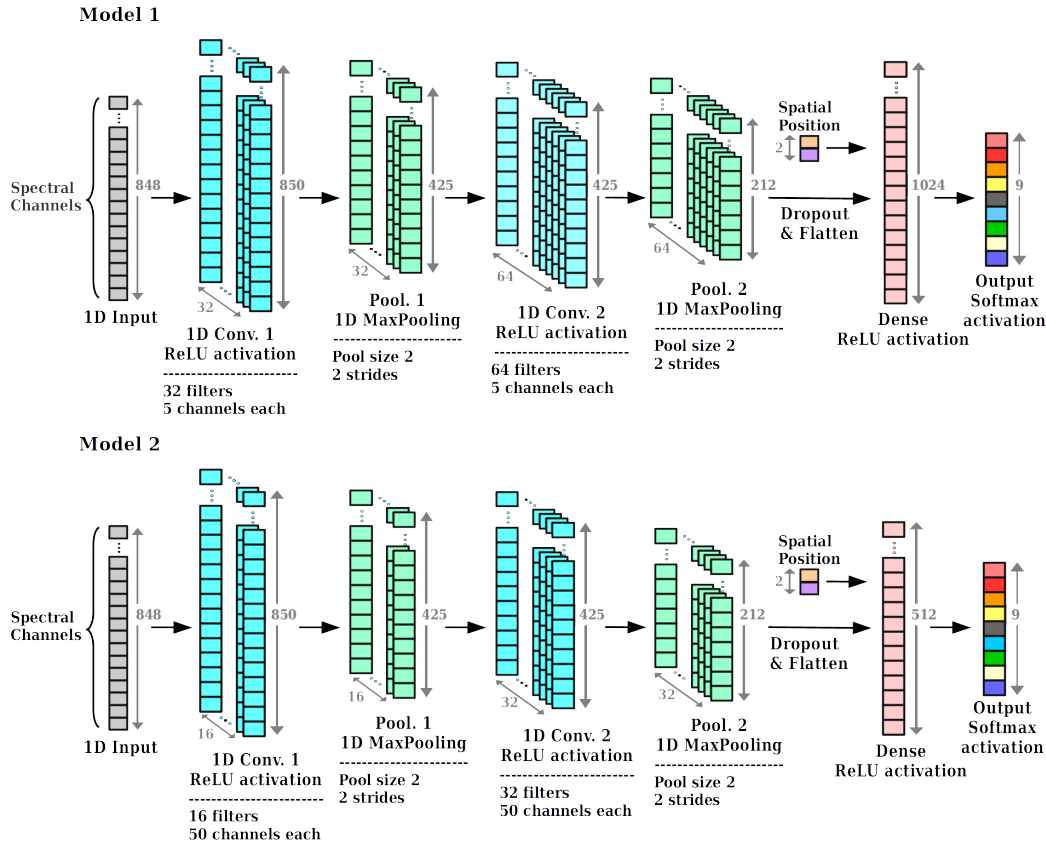 Model 1
Spectral
Channels
848
1D Input
32
850
1D Conv. 1
ReLU activation
32 filters
5 channels each
32
425
Pool. 1
1D MaxPooling
Pool size 2
2 strides
64
425
1D Conv. 2
ReLU activation
64 filters
5 channels each
64
212
Pool. 2
1D MaxPooling
Pool size 2
2 strides
Spatial
Position
2
Dropout
& Flatten
1024
Dense
ReLU activation
9
Output
Softmax
activation
Model 2
Spectral
Channels
848
1D Input
16
850
1D Conv. 1
ReLU activation
16 filters
50 channels each
16
425
Pool. 1
1D MaxPooling
Pool size 2
2 strides
32
425
1D Conv. 2
ReLU activation
32 filters
50 channels each
32
212
Pool. 2
1D MaxPooling
Pool size 2
2 strides
Spatial
Position
2
Dropout
& Flatten
512
Dense
ReLU activation
9
Output
Softmax
activation